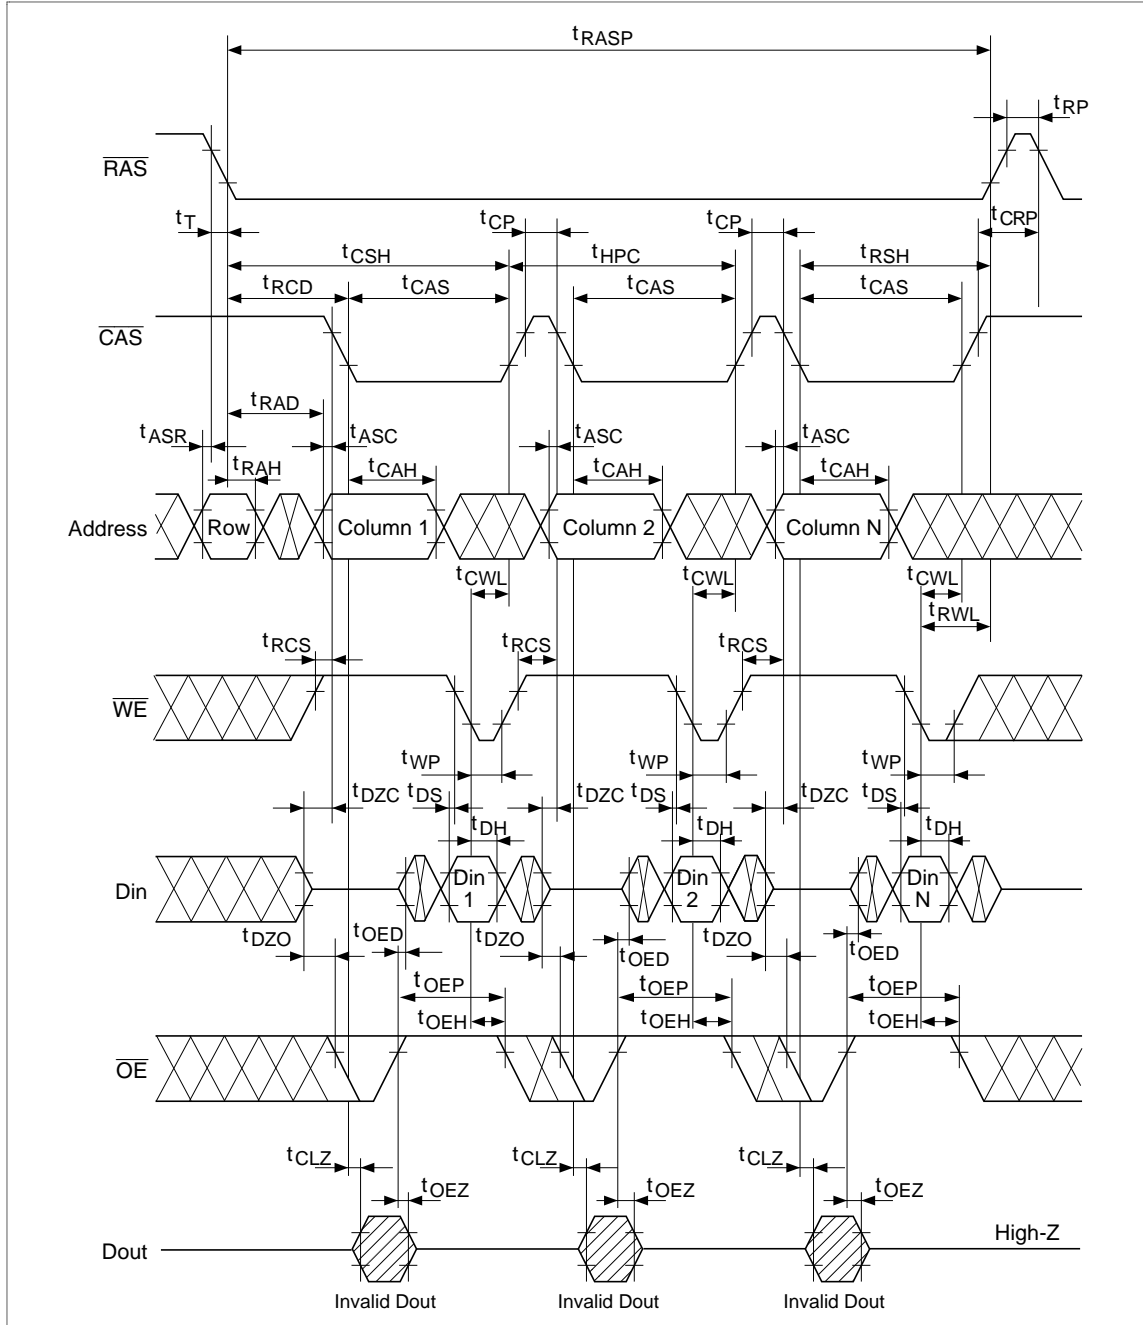 tRASP
tRP
RAS
tT
tCP
tCP
tCRP
tCSH
tHPC
tRSH
tRCD
tCAS
tCAS
tCAS
CAS
tRAD
tASR
tASC
tASC
tASC
tRAH
tCAH
tCAH
tCAH
Address
Row
Column 1
Column 2
Column N
tCWL
tCWL
tCWL
tRWL
tRCS
tRCS
tRCS
WE
tWP
tWP
tWP
tDZC
tDS
tDZC
tDS
tDZC
tDS
tDH
tDH
tDH
Din
Din 1
Din 2
Din N
tDZO
tOED
tDZO
tOED
tDZO
tOED
tOEP
tOEP
tOEP
tOEH
tOEH
tOEH
OE
tCLZ
tCLZ
tCLZ
tOEZ
tOEZ
tOEZ
Dout
High-Z
Invalid Dout
Invalid Dout
Invalid Dout